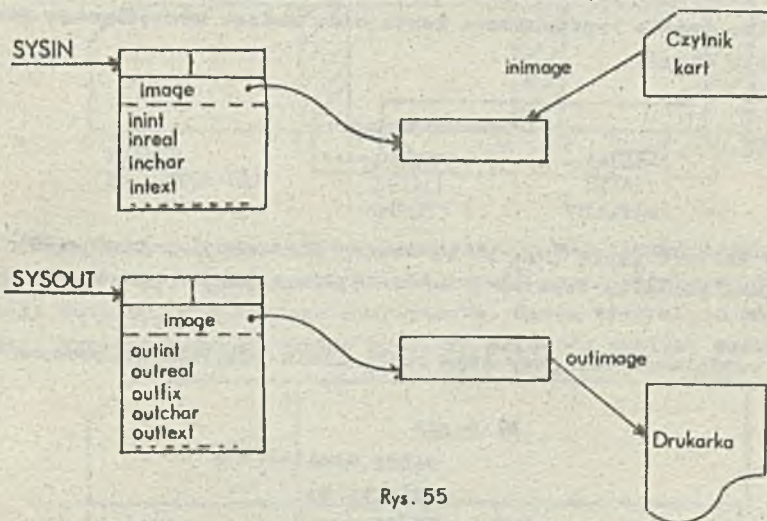 SYSIN
image
inint
inreal
inchar
intext
inimage
Czytnik
kart
SYSOUT
image
outint
outreal
outfix
outchar
outtext
outimage
Drukarka
Rys. 55